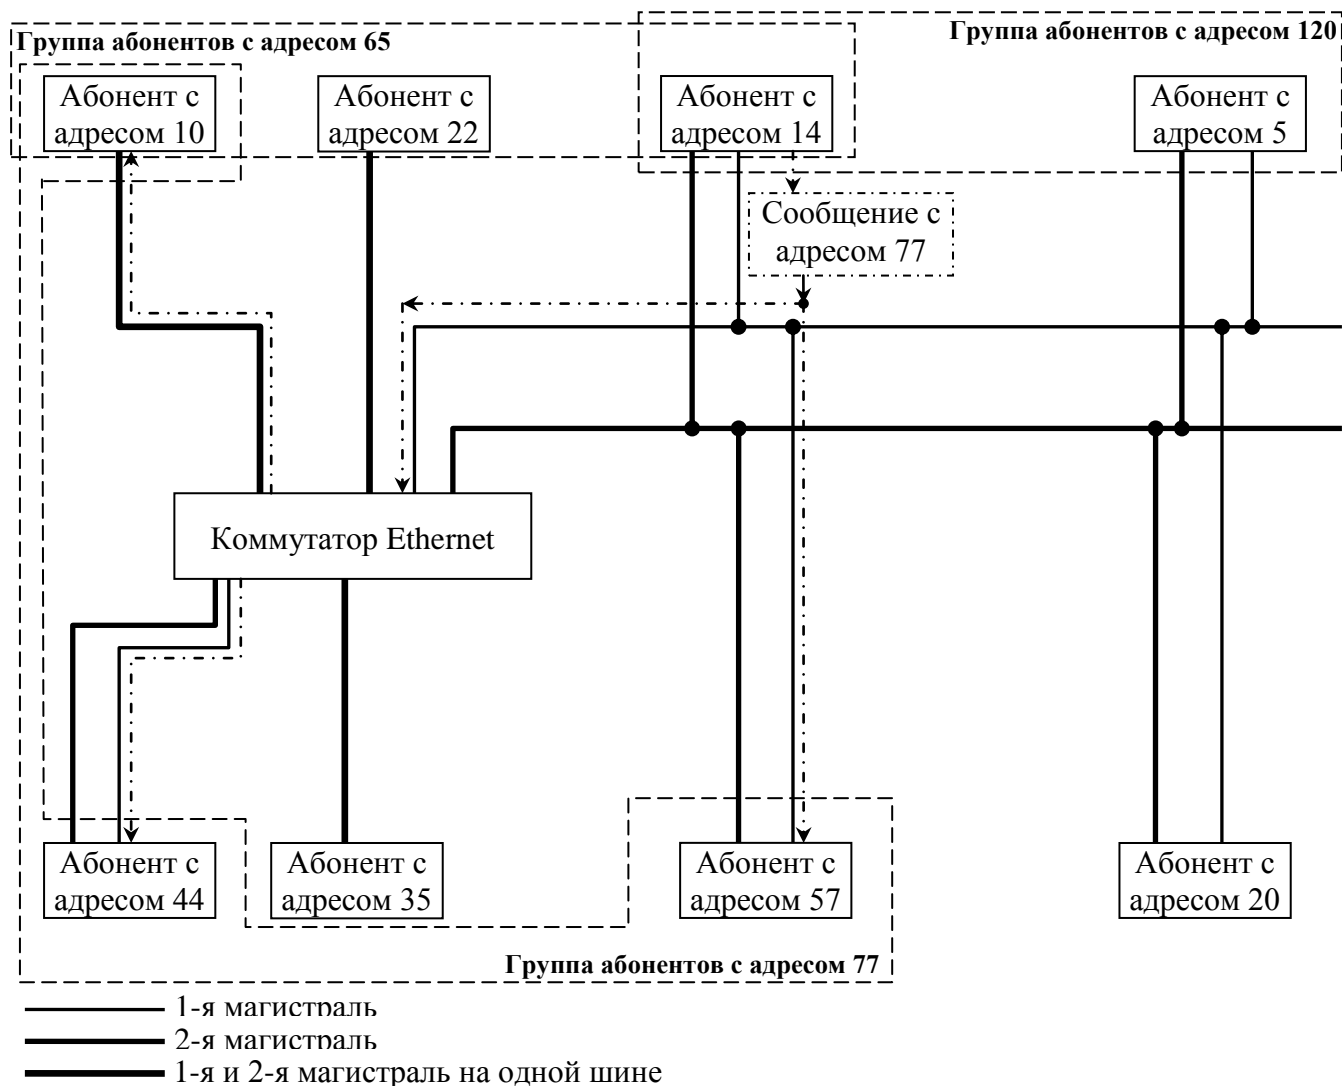 Группа абонентов с адресом 65
Группа абонентов с адресом 120
Абонент с
адресом 10
Абонент с
адресом 22
Абонент с
адресом 14
Абонент с
адресом 5
Сообщение с
адресом 77
Коммутатор Ethernet
Абонент с
адресом 44
Абонент с
адресом 35
Абонент с
адресом 57
Абонент с
адресом 20
Группа абонентов с адресом 77
1-я магистраль
2-я магистраль
1-я и 2-я магистраль на одной шине